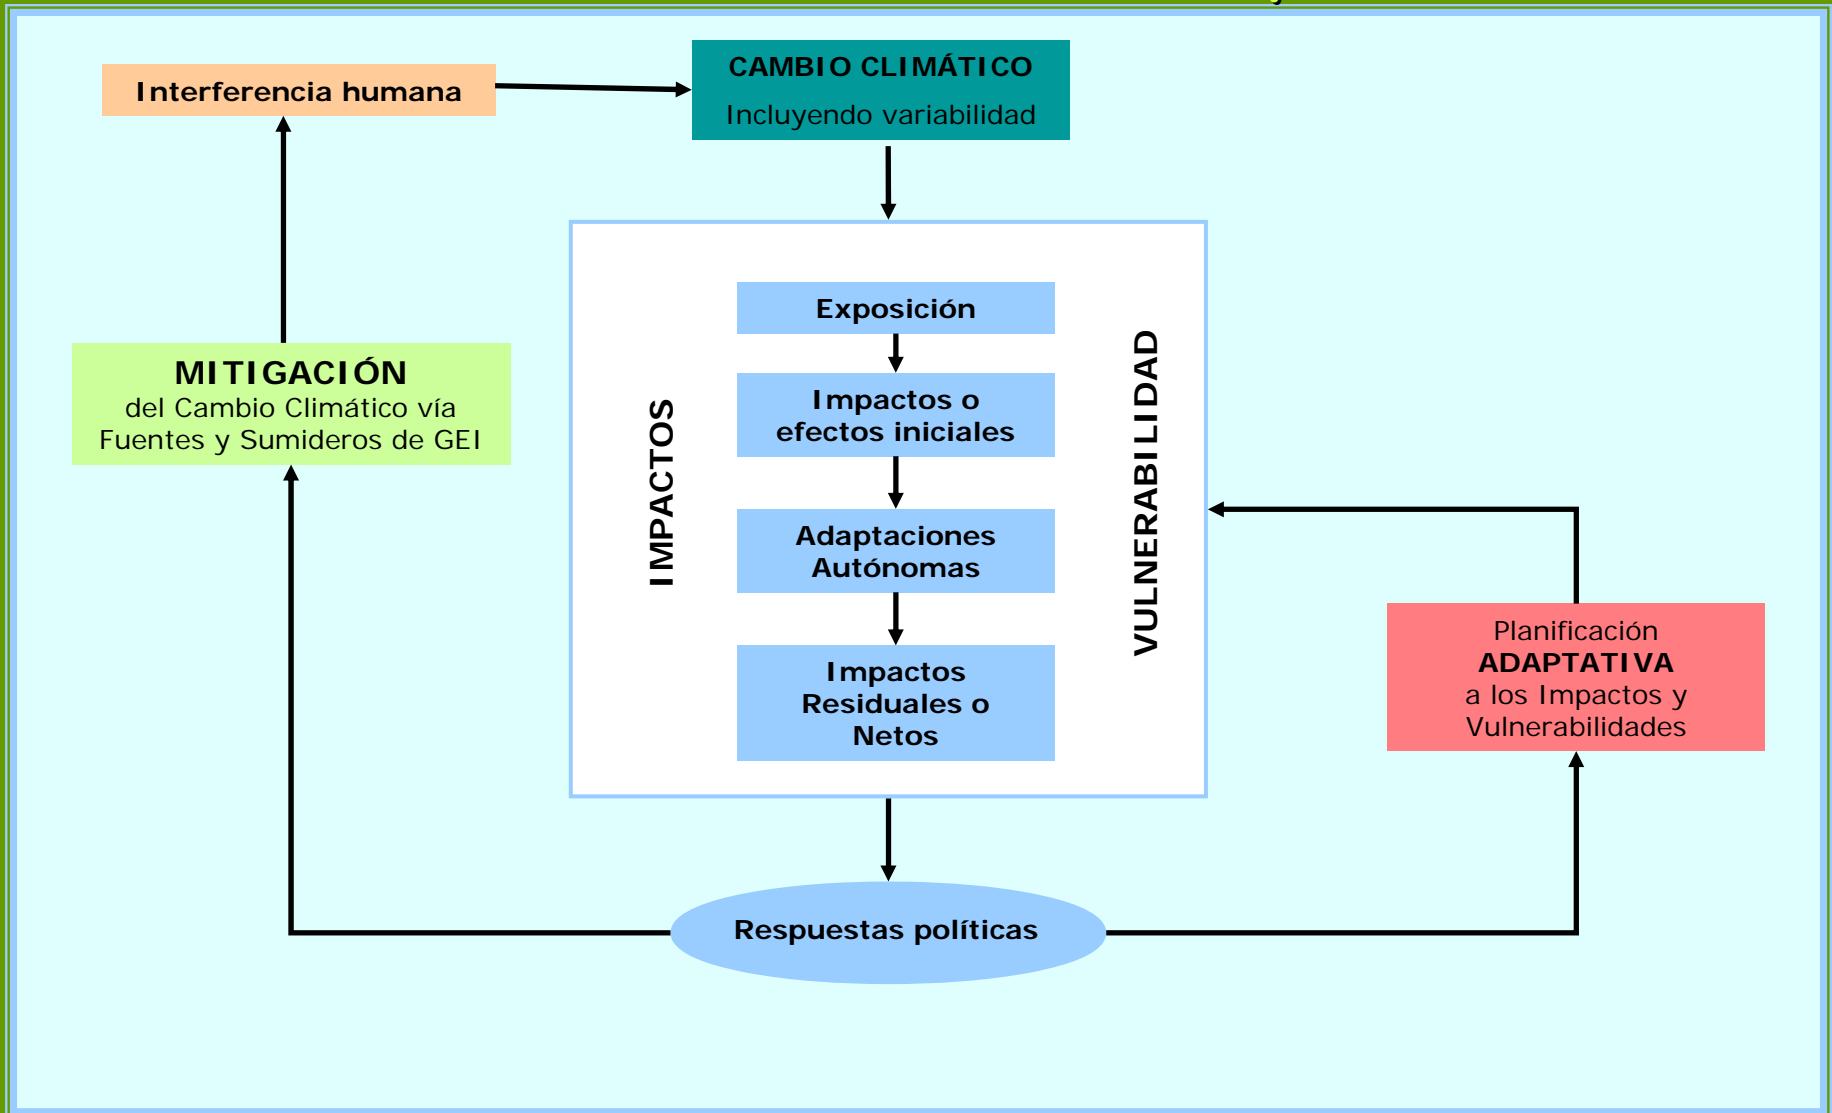 Interferencia humana
CAMBIO CLIMÁTICO
Incluyendo variabilidad
MITIGACIÓN
del Cambio Climático vía
Fuentes y Sumideros de GEI
IMPACTOS
Exposición
Impactos o
efectos iniciales
Adaptaciones
Autónomas
Impactos
Residuales o
Netos
VULNERABILIDAD
Planificación
ADAPTATIVA
a los Impactos y
Vulnerabilidades
Respuestas políticas